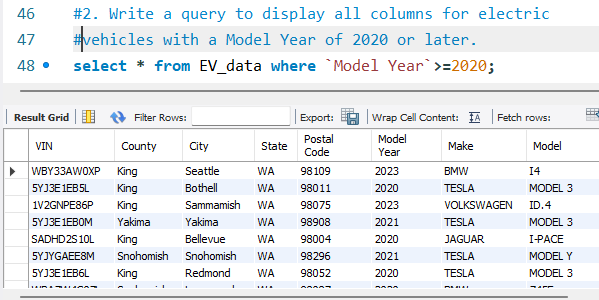 46 #2. Write a query to display all columns for electric
47 #vehicles with a Model Year of 2020 or later.
48 select * from EV_data where `Model Year`>=2020;
Result Grid Filter Rows: Export: Wrap Cell Content: Fetch rows:
VIN County City State Postal Code Model Year Make Model
WBY33AW0XP King Seattle WA 98109 2023 BMW I4
5YJ3E1EB5L King Bothell WA 98011 2020 TESLA MODEL 3
1V2GNPE86P King Sammamish WA 98075 2023 VOLKSWAGEN ID.4
5YJ3E1EB0M Yakima Yakima WA 98908 2021 TESLA MODEL 3
SADHD2S10L King Bellevue WA 98004 2020 JAGUAR I-PACE
5YJYGAEE8M Snohomish Snohomish WA 98296 2021 TESLA MODEL Y
5YJ3E1EB6L King Redmond WA 98052 2020 TESLA MODEL 3